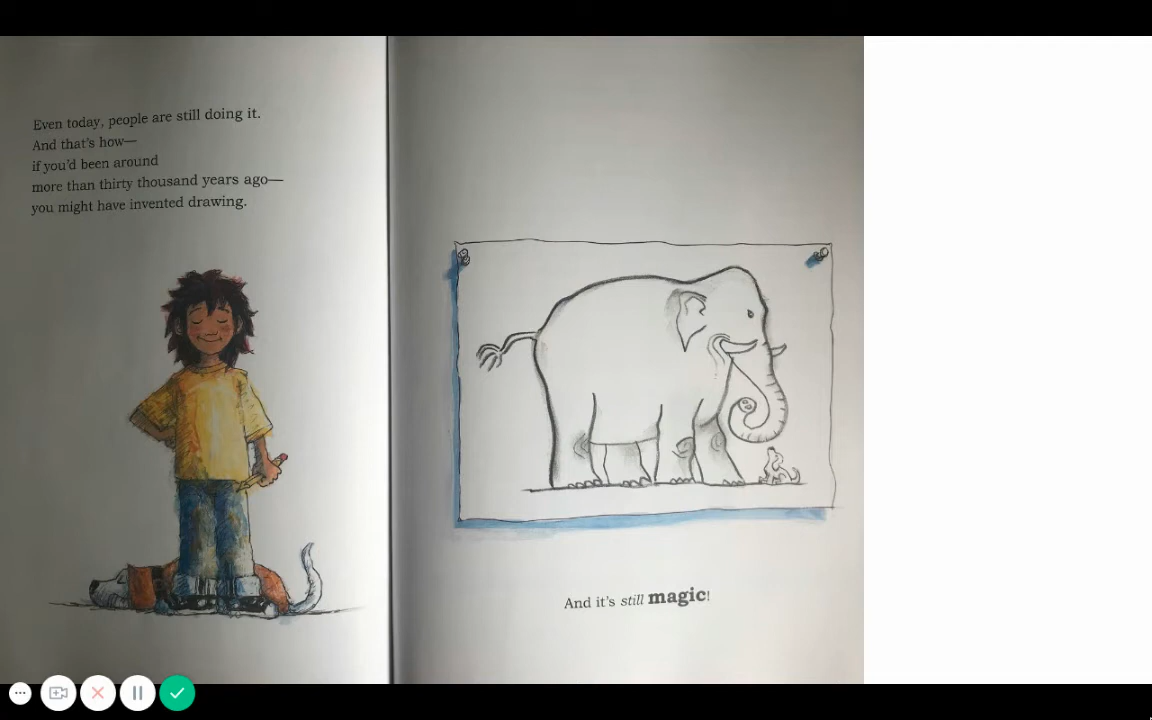 Even today, people are still doing it.
And that's how—
if you'd been around
more than thirty thousand years ago—
you might have invented drawing.
And it's still magic!